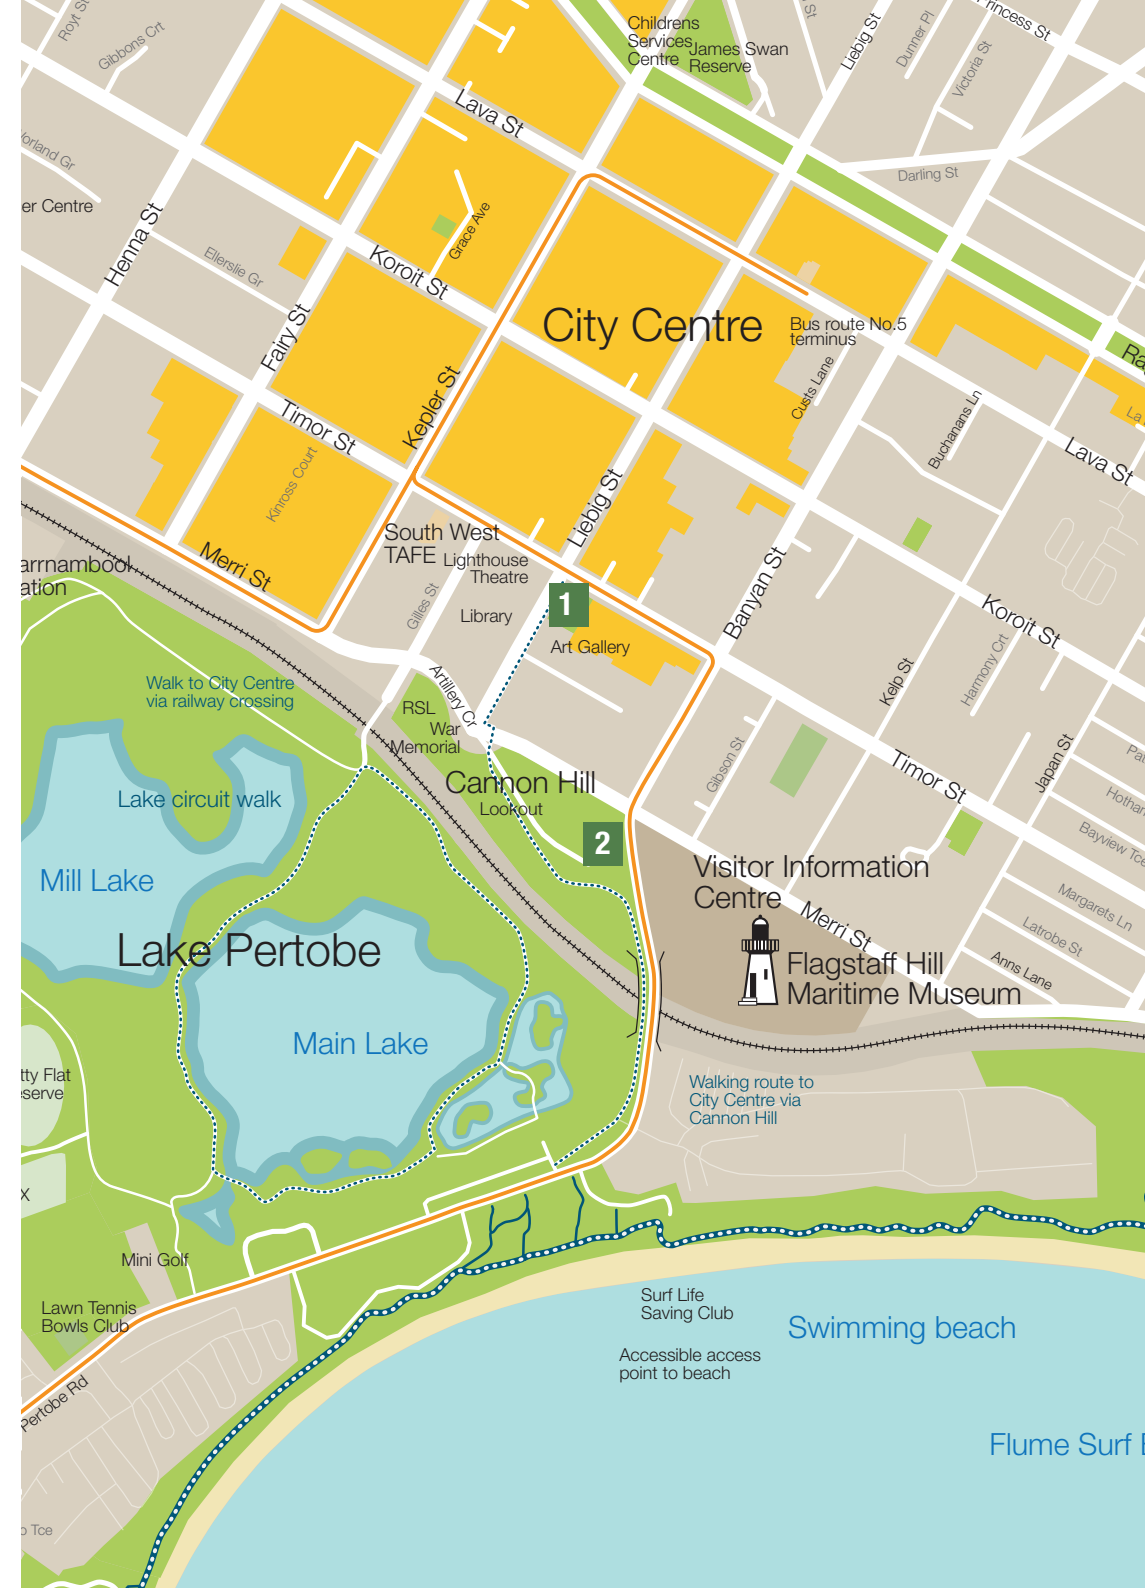 Royt St
Gibbons Crt
Childrens
Services
Centre
James Swan
Reserve
St
Liebig St
Dunner Pl
Victoria St
Princess St
Lava St
Darling St
er Centre
Henna St
Ellerslie Gr
Grace Ave
Koroit St
Fairy St
City Centre
Bus route No.5
terminus
Custs Lane
Buchanans Ln
Lava St
Kepler St
Timor St
Kinross Court
Liebig St
South West
TAFE
Lighthouse
Theatre
Merri St
arrnambool
ation
Gilles St
Library
1
Art Gallery
Banyan St
Koroit St
Kelp St
Harmony Crt
Walk to City Centre
via railway crossing
Artillery Cr
RSL
War
Memorial
Cannon Hill
Lookout
Gibson St
Timor St
Japan St
Bayview Tce
Lake circuit walk
2
Visitor Information
Centre
Merri St
Margarets Ln
Latrobe St
Anns Lane
Mill Lake
Lake Pertobe
Flagstaff Hill
Maritime Museum
Main Lake
tty Flat
eserve
Walking route to
City Centre via
Cannon Hill
X
Mini Golf
Lawn Tennis
Bowls Club
Surf Life
Saving Club
Swimming beach
Accessible access
point to beach
Pertobe Rd
Flume Surf
Tce